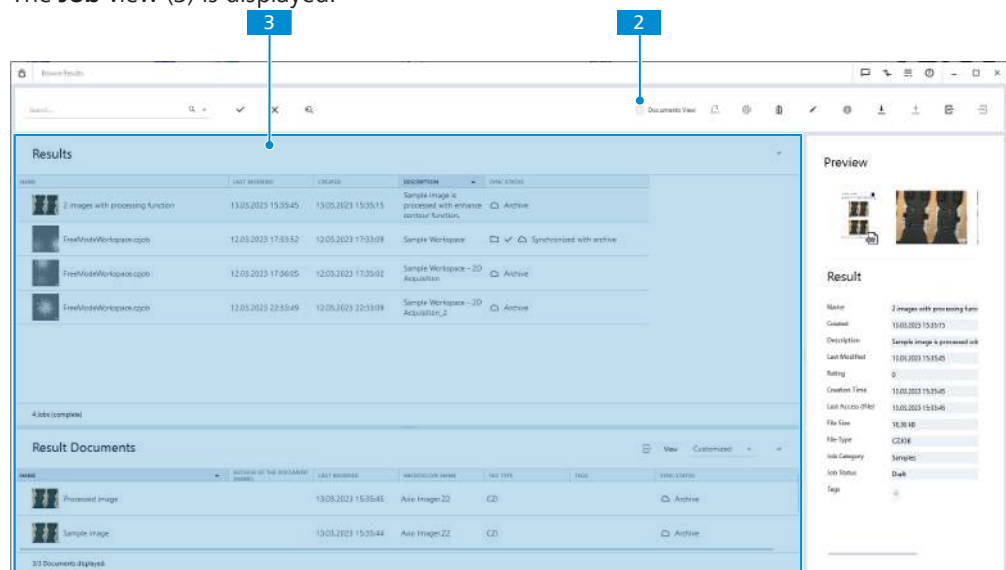 The Job view (3) is displayed.
3
2
Browse Results
Search...
Documents View
Results
NAME LAST MODIFIED CREATED DESCRIPTION SYNC STATUS
2 images with processing function 13.03.2023 15:35:45 13.03.2023 15:35:15 Sample image is processed with enhance contour function. Archive
FreeModeWorkspace.czjob 12.03.2023 17:33:52 12.03.2023 17:33:09 Sample Workspace Synchronized with archive
FreeModeWorkspace.czjob 12.03.2023 17:36:05 12.03.2023 17:35:02 Sample Workspace - 2D Acquisition Archive
FreeModeWorkspace.czjob 12.03.2023 22:35:49 12.03.2023 22:33:09 Sample Workspace - 2D Acquisition_2 Archive
4 Jobs (complete)
Result Documents
View Customized
NAME AUTHOR OF THE DOCUMENT (NAME) LAST MODIFIED MICROSCOPE NAME FILE TYPE TAGS SYNC STATUS
Processed image 13.03.2023 15:35:45 Axio Imager.Z2 CZI Archive
Sample image 13.03.2023 15:35:44 Axio Imager.Z2 CZI Archive
3/3 Documents displayed.
Preview
Result
Name 2 images with processing func
Created 13.03.2023 15:35:15
Description Sample image is processed wit
Last Modified 13.03.2023 15:35:45
Rating 0
Creation Time 13.03.2023 15:35:45
Last Access (File) 13.03.2023 15:35:45
File Size
File Type CZJOB
Job Category Samples
Job Status Draft
Tags